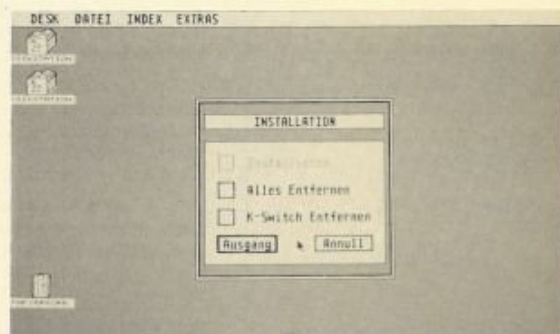 DESK DATEI INDEX EXTRAS
INSTALLATION
Alles Entfernen
K-Switch Entfernen
Ausgang Annull